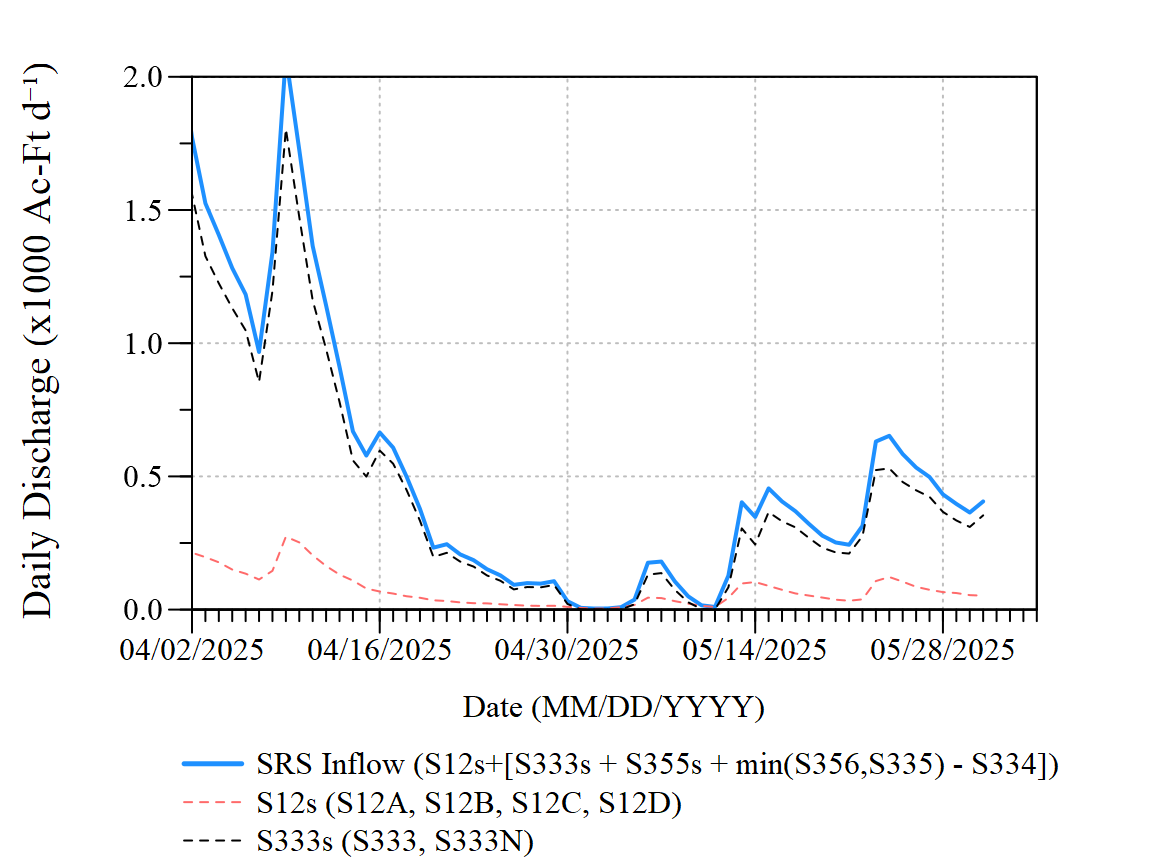 Daily Discharge (x1000 Ac-Ft d⁻¹)
2.0
1.5
1.0
0.5
0.0
04/02/2025 04/16/2025 04/30/2025 05/14/2025 05/28/2025
Date (MM/DD/YYYY)
SRS Inflow (S12s+[S333s + S355s + min(S356,S335) - S334])
S12s (S12A, S12B, S12C, S12D)
S333s (S333, S333N)